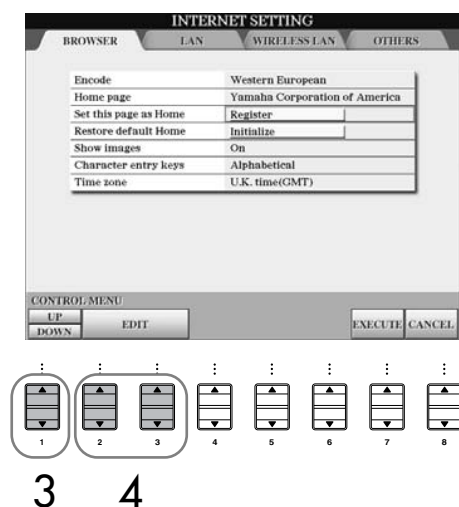 INTERNET SETTING
BROWSER LAN WIRELESS LAN OTHERS
Encode Western European
Home page Yamaha Corporation of America
Set this page as Home Register
Restore default Home Initialize
Show images On
Character entry keys Alphabetical
Time zone U.K. time(GMT)
CONTROL MENU
UP
DOWN
EDIT EXECUTE CANCEL
1 2 3 4 5 6 7 8
3 4